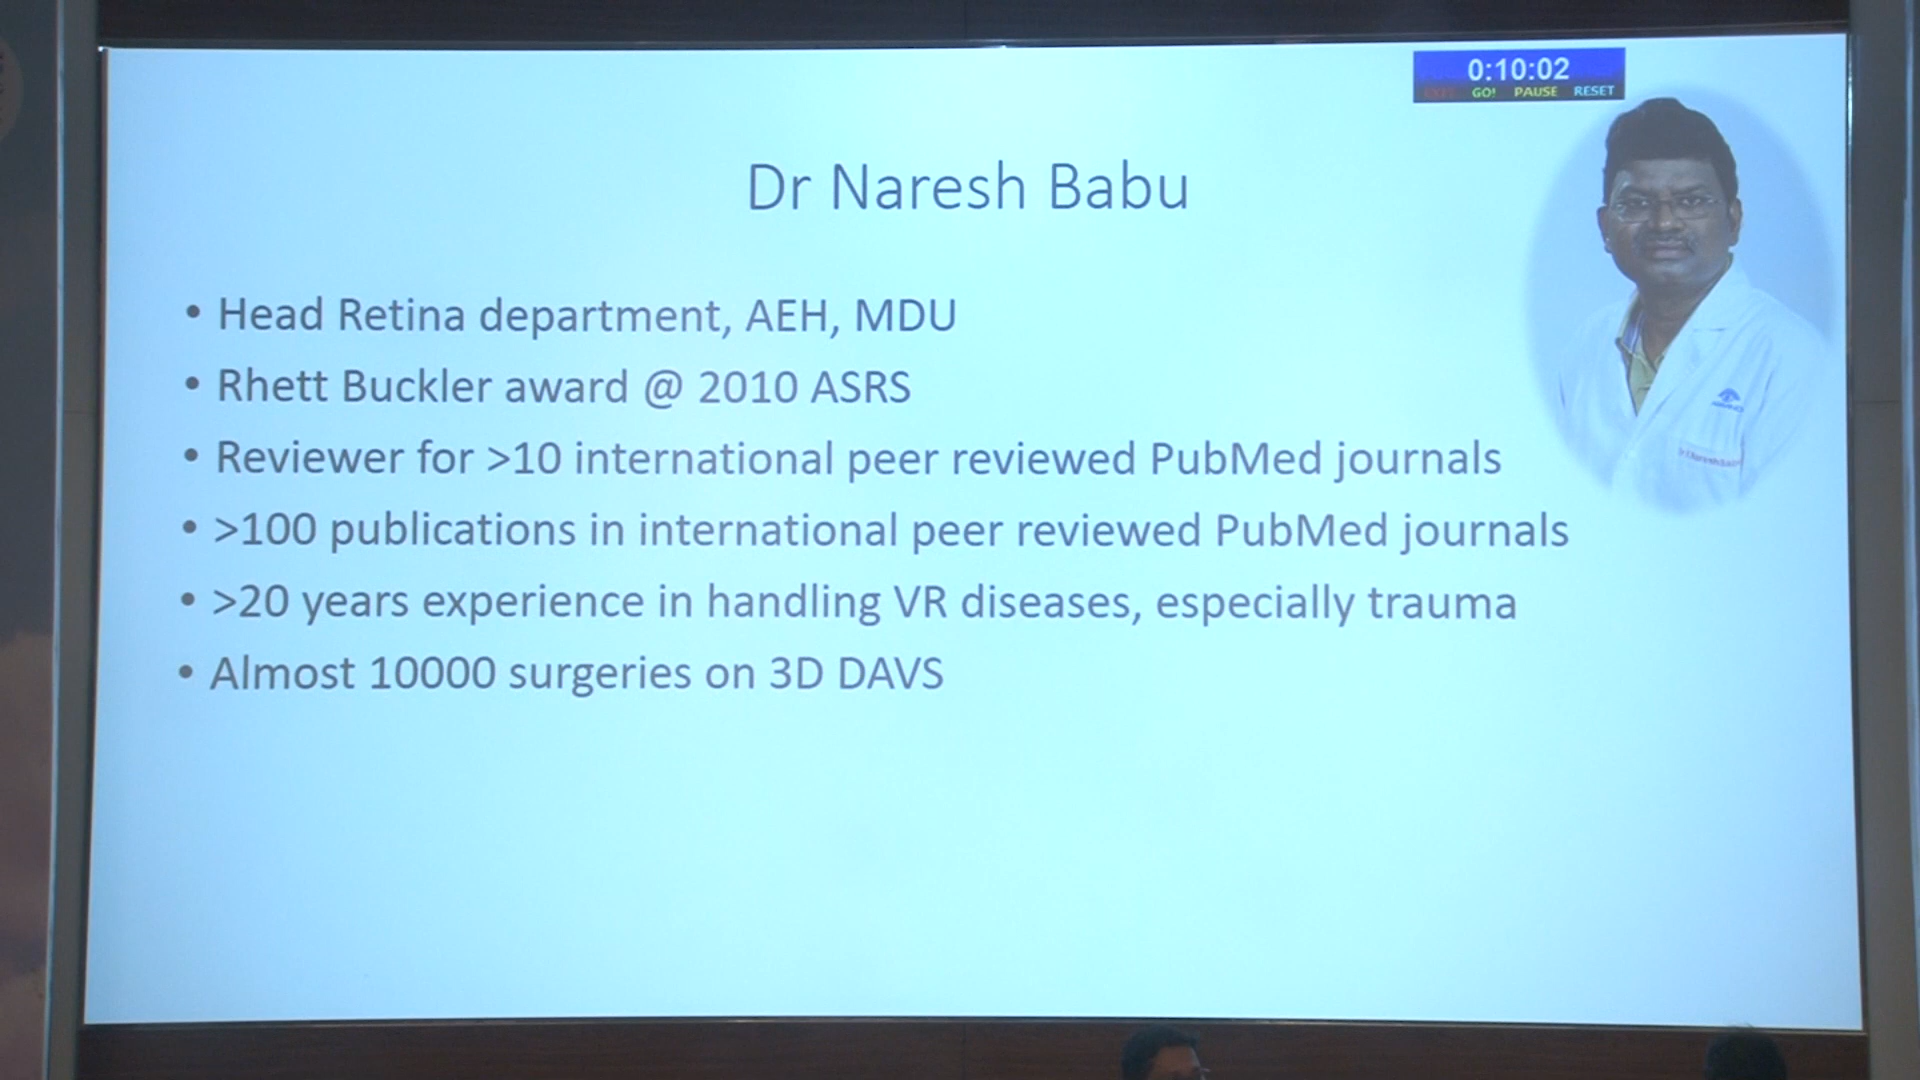 0:10:02
GO! PAUSE RESET
Dr Naresh Babu
• Head Retina department, AEH, MDU
• Rhett Buckler award @ 2010 ASRS
• Reviewer for >10 international peer reviewed PubMed journals
• >100 publications in international peer reviewed PubMed journals
• >20 years experience in handling VR diseases, especially trauma
• Almost 10000 surgeries on 3D DAVS